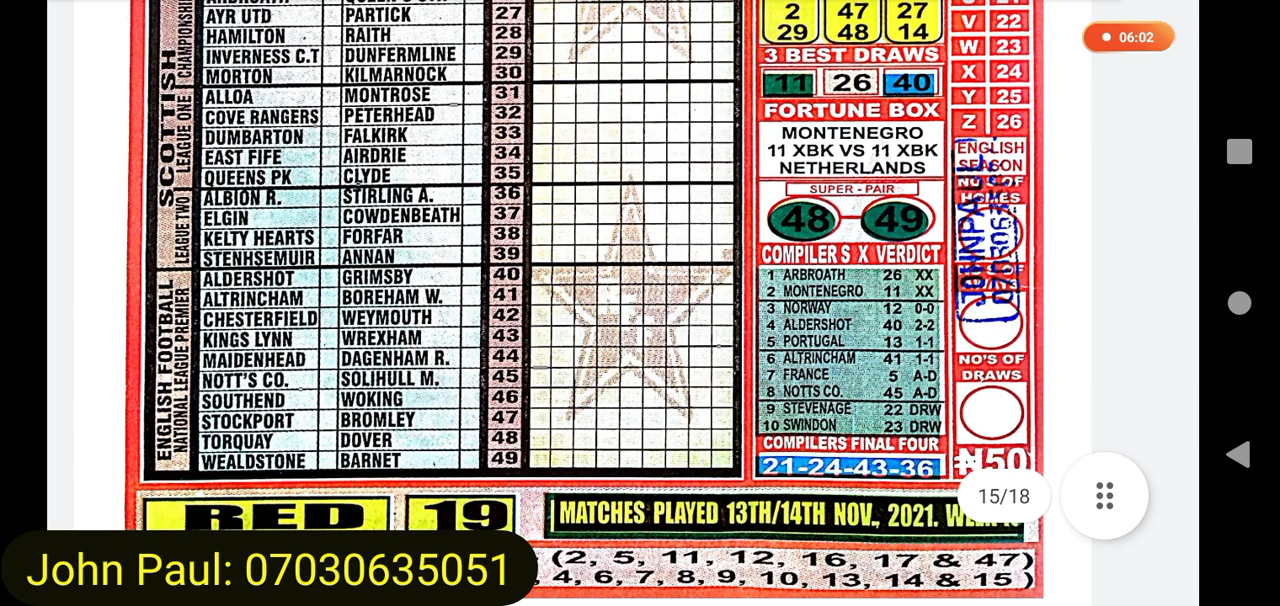 SCOTTISH
CHAMPIONSHIP
AYR UTD PARTICK 27
HAMILTON RAITH 28
INVERNESS C.T DUNFERMLINE 29
MORTON KILMARNOCK 30
LEAGUE ONE
ALLOA MONTROSE 31
COVE RANGERS PETERHEAD 32
DUMBARTON FALKIRK 33
EAST FIFE AIRDRIE 34
QUEENS PK CLYDE 35
LEAGUE TWO
ALBION R. STIRLING A. 36
ELGIN COWDENBEATH 37
KELTY HEARTS FORFAR 38
STENHSEMUIR ANNAN 39
ENGLISH FOOTBALL
NATIONAL LEAGUE PREMIER
ALDERSHOT GRIMSBY 40
ALTRINCHAM BOREHAM W. 41
CHESTERFIELD WEYMOUTH 42
KINGS LYNN WREXHAM 43
MAIDENHEAD DAGENHAM R. 44
NOTT'S CO. SOLIHULL M. 45
SOUTHEND WOKING 46
STOCKPORT BROMLEY 47
TORQUAY DOVER 48
WEALDSTONE BARNET 49
2 47 27
29 48 14
3 BEST DRAWS
11 26 40
FORTUNE BOX
MONTENEGRO
11 XBK VS 11 XBK
NETHERLANDS
SUPER - PAIR
48 49
COMPILER S X VERDICT
1 ARBROATH 26 XX
2 MONTENEGRO 11 XX
3 NORWAY 12 0-0
4 ALDERSHOT 40 2-2
5 PORTUGAL 13 1-1
6 ALTRINCHAM 41 1-1
7 FRANCE 5 A-D
8 NOTTS CO. 45 A-D
9 STEVENAGE 22 DRW
10 SWINDON 23 DRW
COMPILERS FINAL FOUR
21-24-43-36
V 22
W 23
X 24
Y 25
Z 26
ENGLISH
SEASON
NO'S OF
HOMES
JOHNPAUL
NO'S OF
DRAWS
₦50
06:02
15/18
RED 19
MATCHES PLAYED 13TH/14TH NOV., 2021.
(2, 5, 11, 12, 16, 17 & 47)
4, 6, 7, 8, 9, 10, 13, 14 & 15 )
John Paul: 07030635051